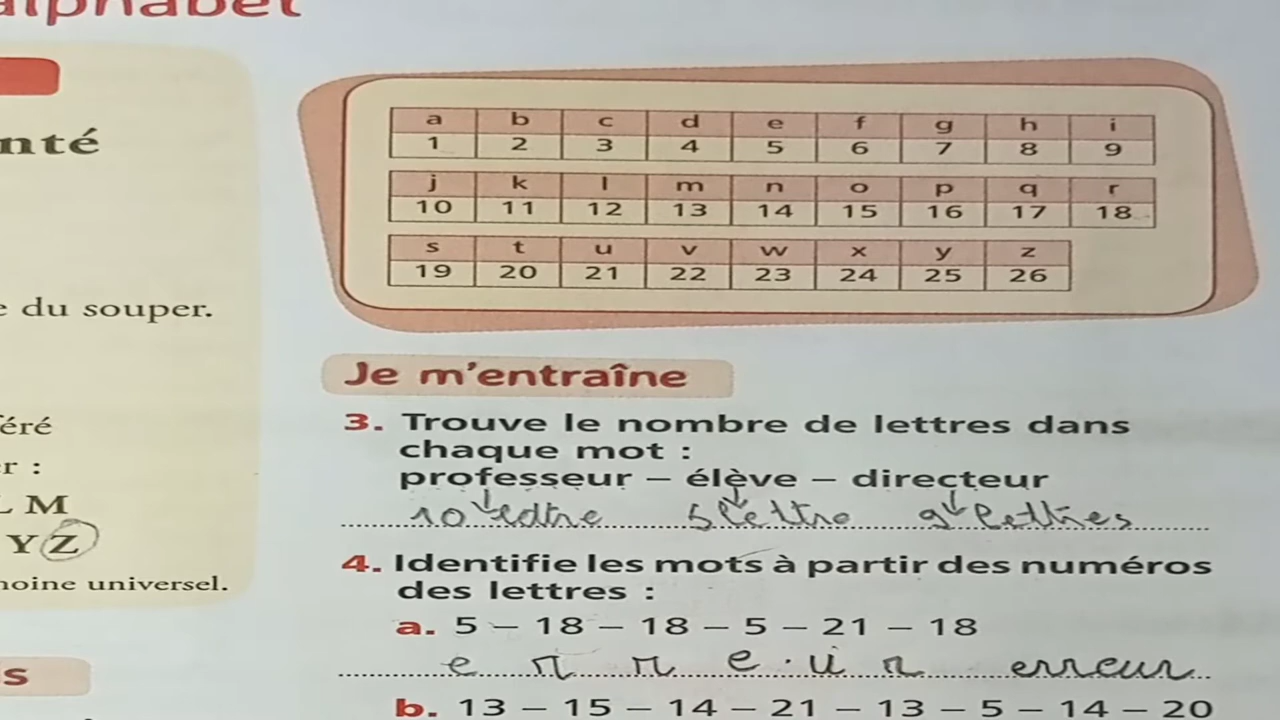 alphabet
nté
e du souper.
éré
r :
L M
Y Z
moine universel.
s
a b c d e f g h i
1 2 3 4 5 6 7 8 9
j k l m n o p q r
10 11 12 13 14 15 16 17 18
s t u v w x y z
19 20 21 22 23 24 25 26
Je m'entraîne
3. Trouve le nombre de lettres dans
chaque mot :
professeur – élève – directeur
10 5 lettre 9 lettres
4. Identifie les mots à partir des numéros
des lettres :
a. 5 – 18 – 18 – 5 – 21 – 18
e r r e u r erreur
b. 13 – 15 – 14 – 21 – 13 – 5 – 14 – 20